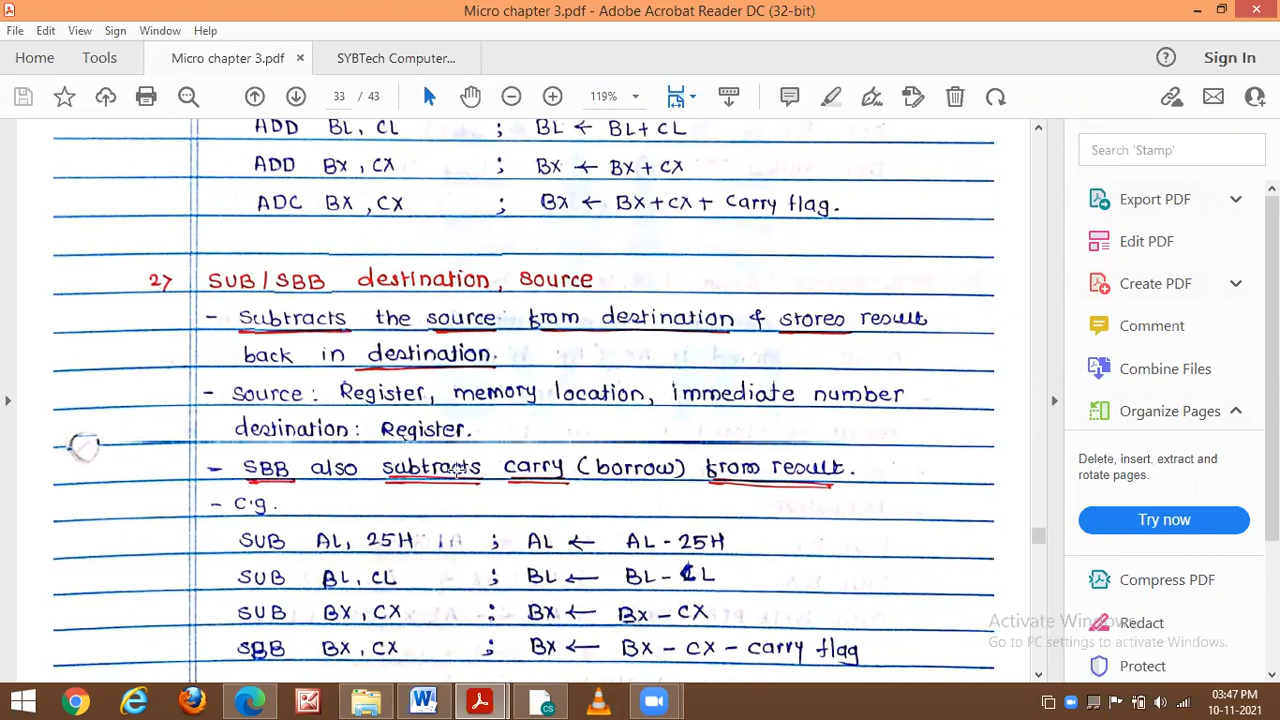 Micro chapter 3.pdf - Adobe Acrobat Reader DC (32-bit)
File Edit View Sign Window Help
Home Tools Micro chapter 3.pdf × SYBTech Computer... Sign In
33 / 43 119%
ADD BL, CL ; BL ← BL + CL
ADD BX, CX ; BX ← BX + CX
ADC BX, CX ; BX ← BX + CX + Carry flag.
2) SUB / SBB destination, source
- Subtracts the source from destination & stores result
back in destination.
- Source: Register, memory location, immediate number
destination: Register.
- SBB also subtracts carry (borrow) from result.
- e.g.
SUB AL, 25H ; AL ← AL - 25H
SUB BL, CL ; BL ← BL - CL
SUB BX, CX ; BX ← BX - CX
SBB BX, CX ; BX ← BX - CX - carry flag
Search 'Stamp'
Export PDF
Edit PDF
Create PDF
Comment
Combine Files
Organize Pages
Delete, insert, extract and
rotate pages.
Try now
Compress PDF
Redact
Protect
Activate Windows
Go to PC settings to activate Windows.
03:47 PM
10-11-2021